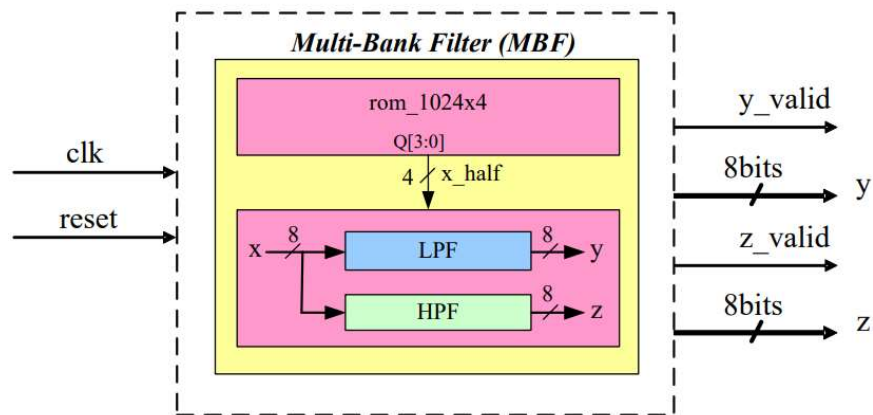 Multi-Bank Filter (MBF)
rom_1024x4
Q[3:0]
4
x_half
clk
reset
x
8
LPF
8
y
HPF
8
z
y_valid
8bits
y
z_valid
8bits
z